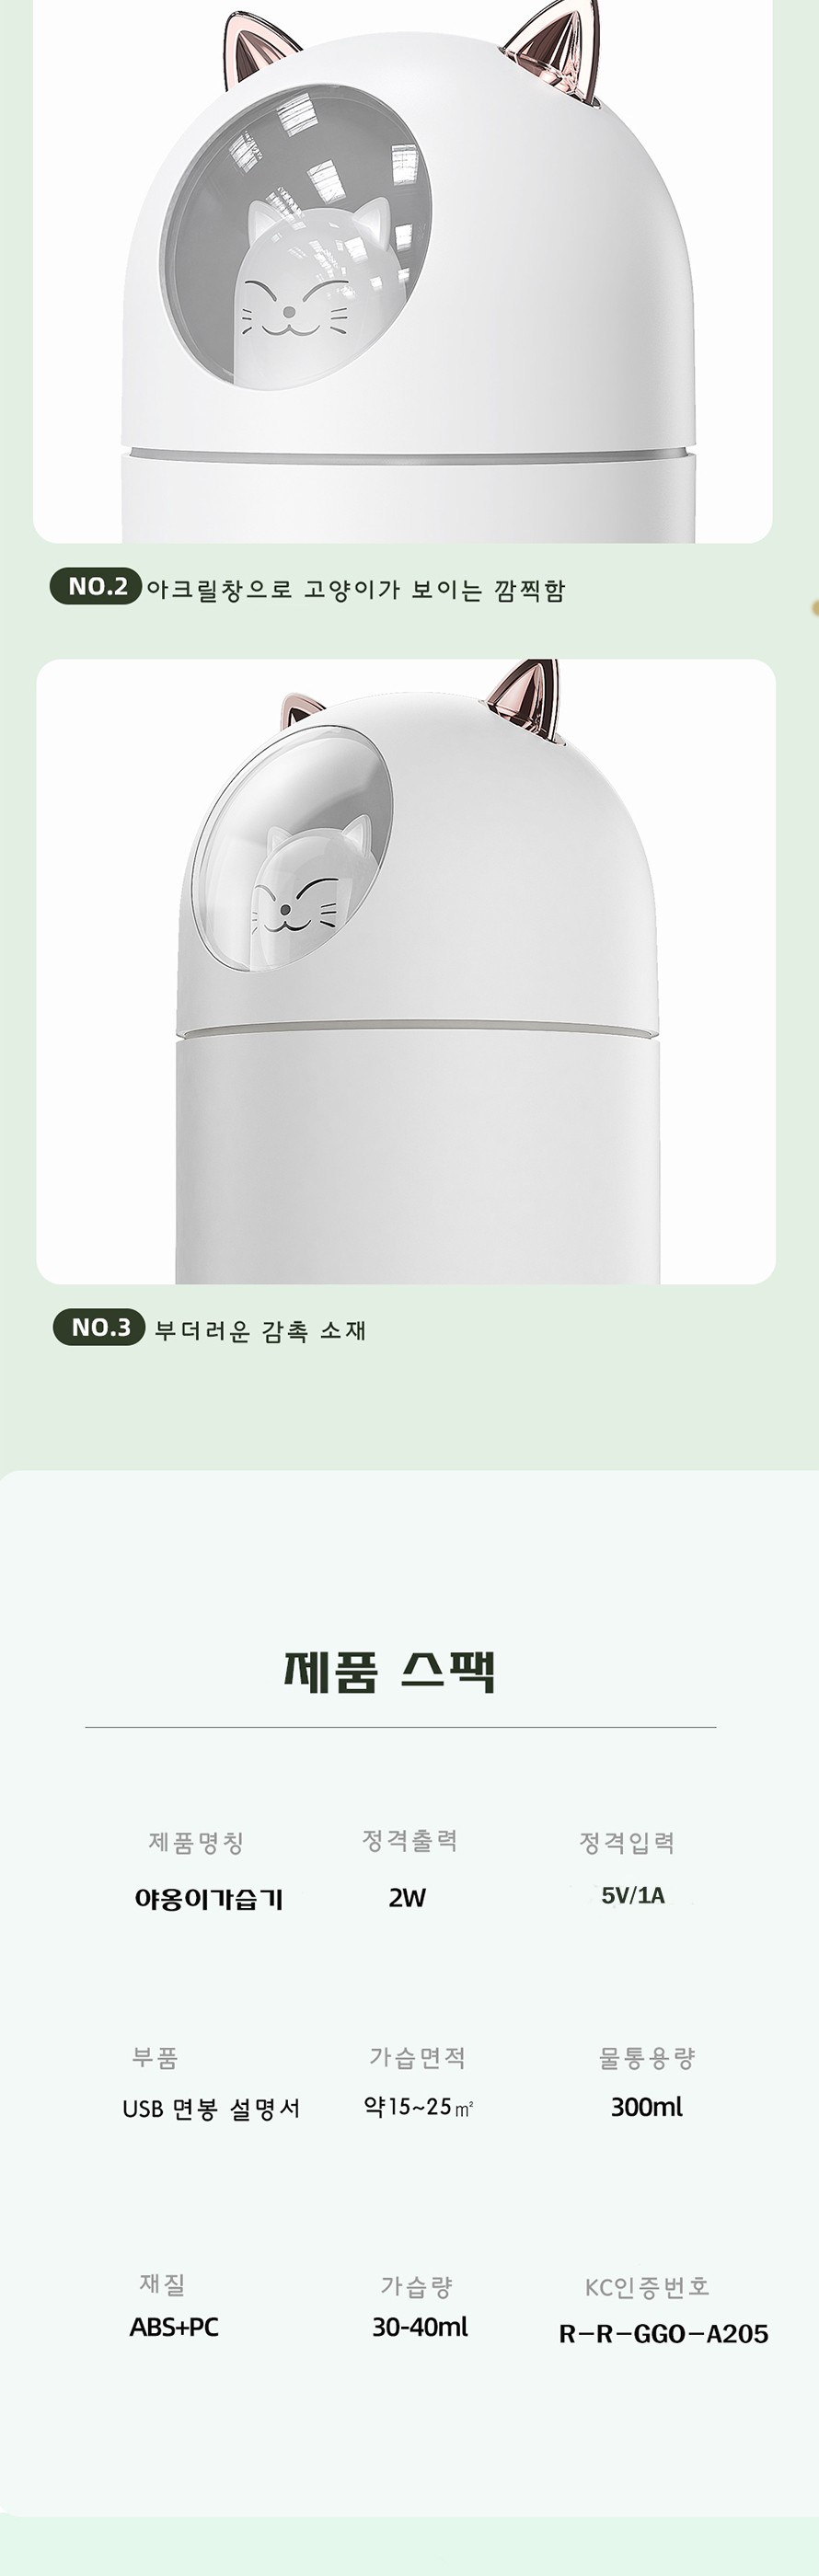 NO.2 아크릴창으로 고양이가 보이는 깜찍함
NO.3 부더러운 감촉 소재
제품 스팩
제품명칭 정격출력 정격입력
야옹이가습기 2W 5V/1A
부품 가습면적 물통용량
USB 면봉 설명서 약15~25㎡ 300ml
재질 가습량 KC인증번호
ABS+PC 30-40ml R-R-GGO-A205